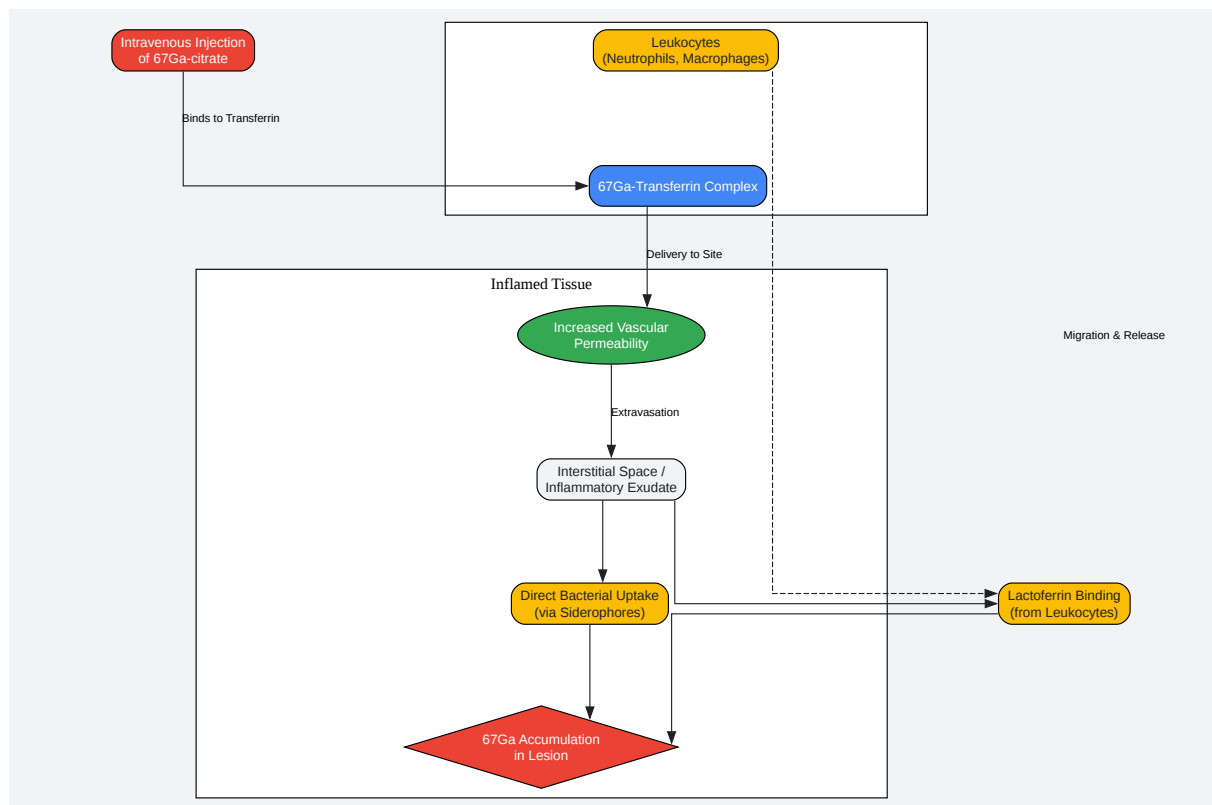 Intravenous Injection
of 67Ga-citrate
Leukocytes
(Neutrophils, Macrophages)
Binds to Transferrin
67Ga-Transferrin Complex
Delivery to Site
Inflamed Tissue
Increased Vascular
Permeability
Migration & Release
Extravasation
Interstitial Space /
Inflammatory Exudate
Direct Bacterial Uptake
(via Siderophores)
Lactoferrin Binding
(from Leukocytes)
67Ga Accumulation
in Lesion